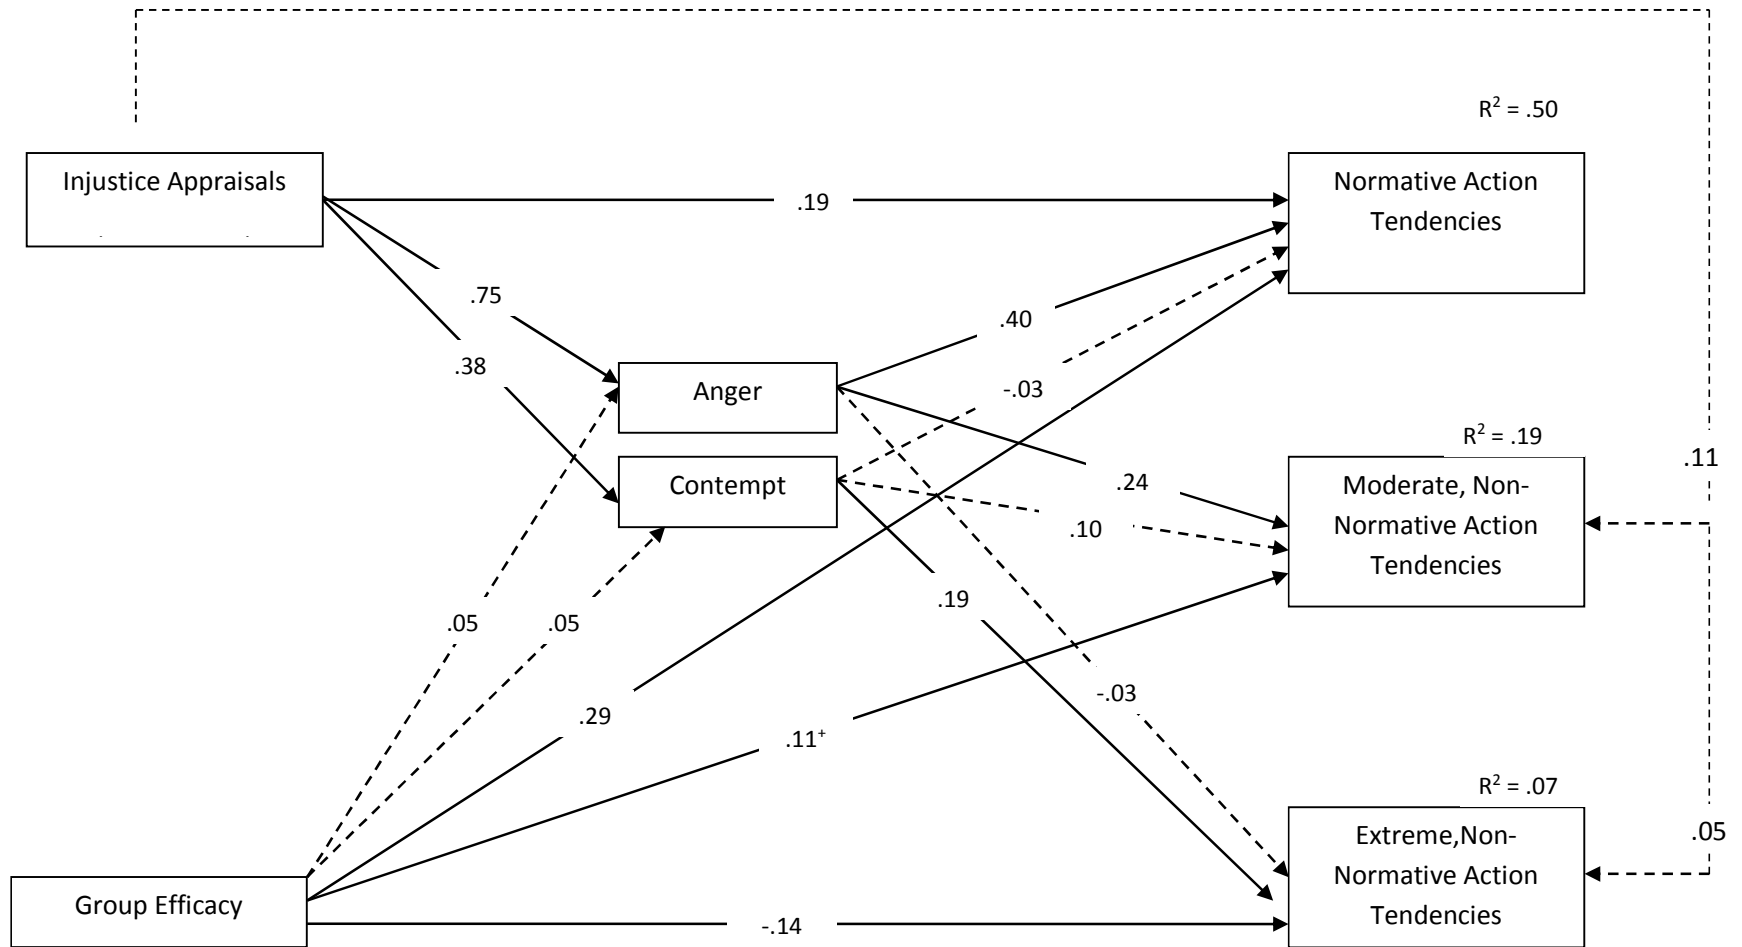 R² = .50
Injustice Appraisals
Normative Action
Tendencies
.19
.75
.40
.38
Anger
-.03
R² = .19
.11
Contempt
.24
Moderate, Non-
Normative Action
Tendencies
.10
.19
.05
.05
-.03
.29
.11⁺
R² = .07
.05
Extreme,Non-
Normative Action
Tendencies
Group Efficacy
-.14